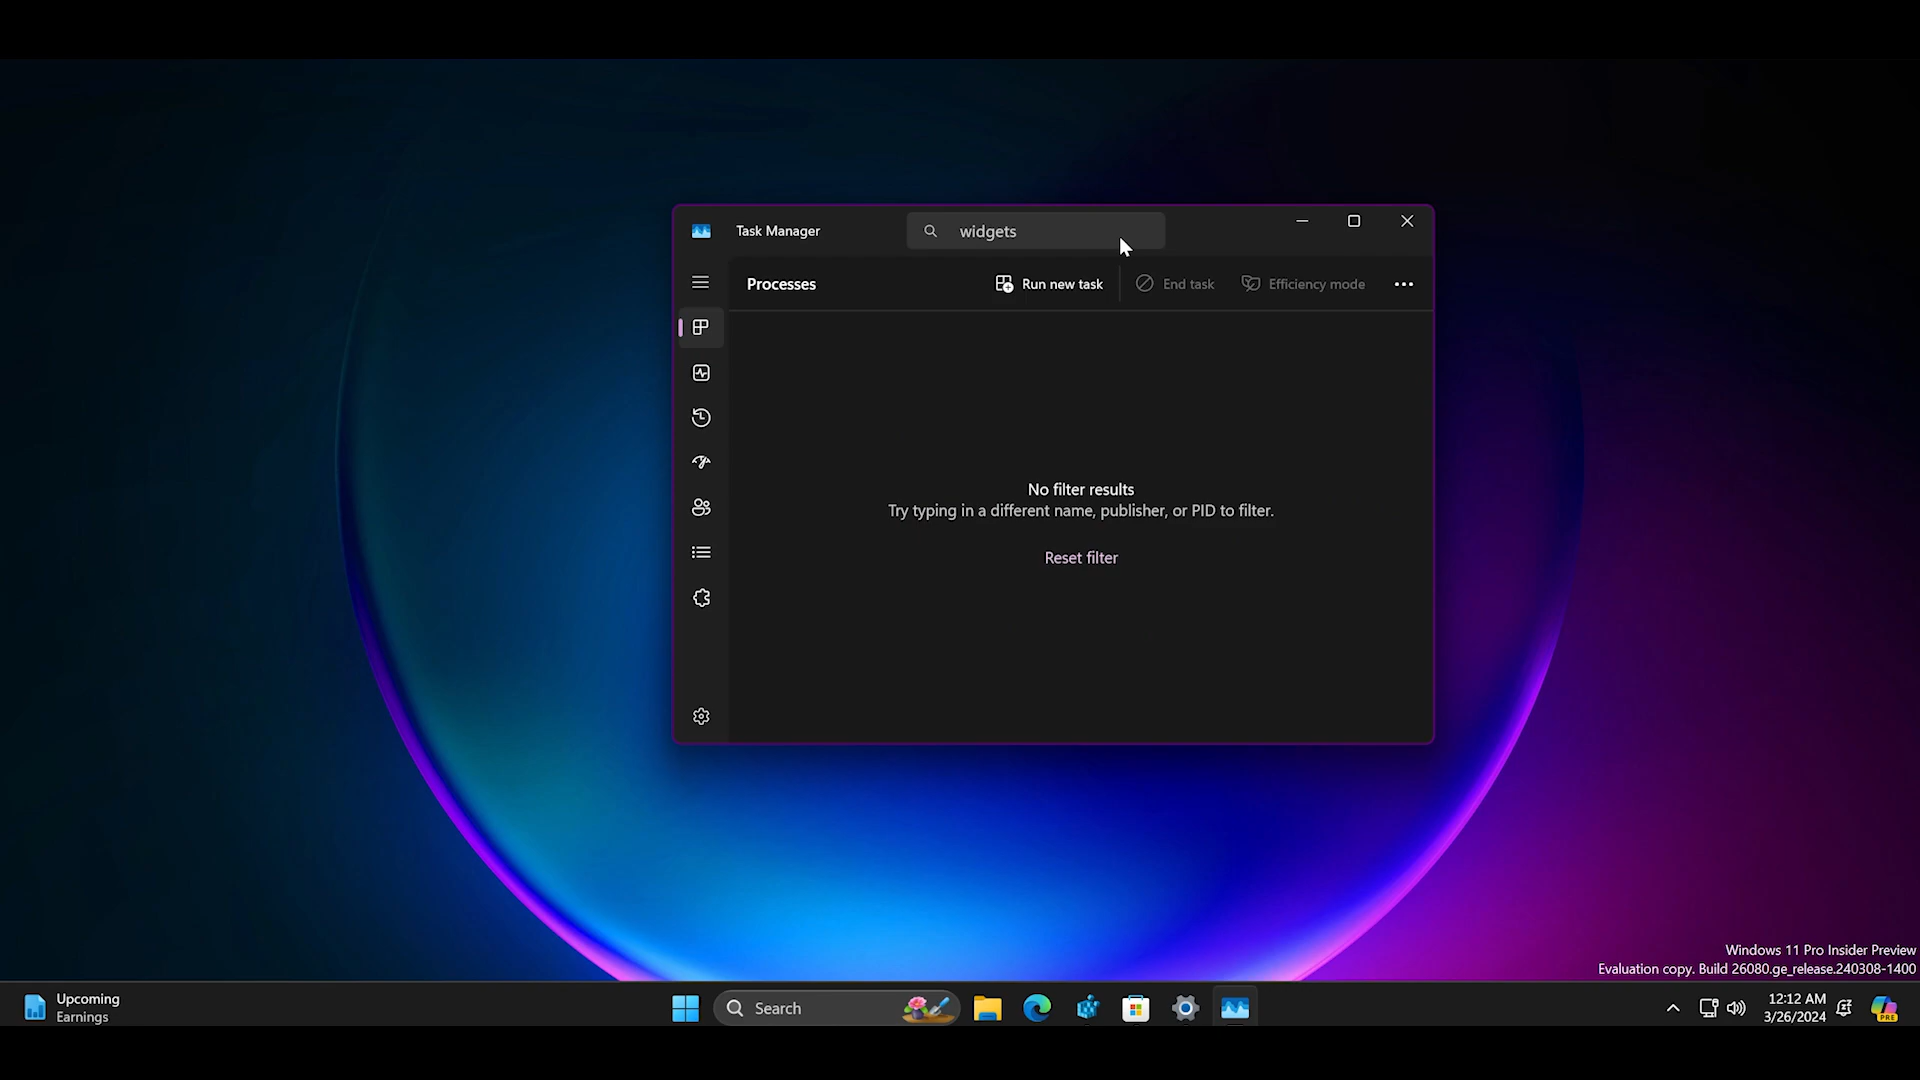 Task Manager
widgets
Processes
Run new task
End task
Efficiency mode
No filter results
Try typing in a different name, publisher, or PID to filter.
Reset filter
Windows 11 Pro Insider Preview
Evaluation copy. Build 26080.ge_release.240308-1400
Upcoming
Earnings
Search
12:12 AM
3/26/2024
PRE